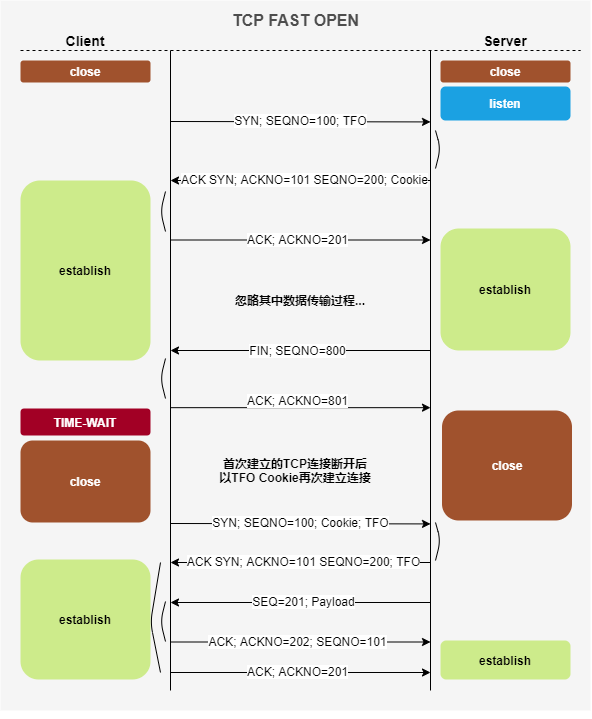 TCP FAST OPEN
Client
Server
close
close
listen
SYN; SEQNO=100; TFO
ACK SYN; ACKNO=101 SEQNO=200; Cookie
establish
ACK; ACKNO=201
establish
忽略其中数据传输过程...
FIN; SEQNO=800
ACK; ACKNO=801
TIME-WAIT
close
close
首次建立的TCP连接断开后
以TFO Cookie再次建立连接
SYN; SEQNO=100; Cookie; TFO
ACK SYN; ACKNO=101 SEQNO=200; TFO
SEQ=201; Payload
establish
ACK; ACKNO=202; SEQNO=101
establish
ACK; ACKNO=201